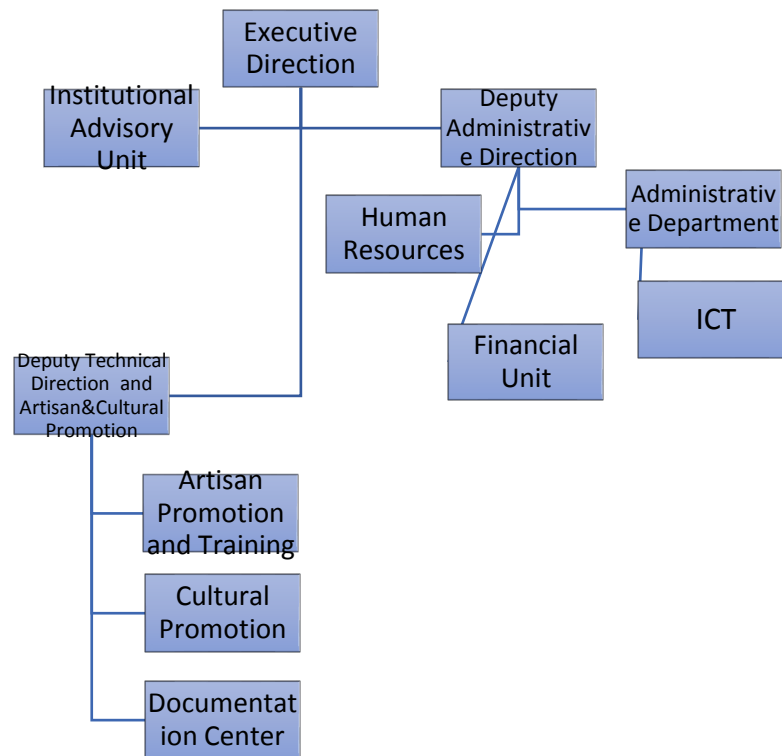 Executive
Direction
Institutional
Advisory
Unit
Deputy
Administrativ
e Direction
Human
Resources
Administrativ
e Department
ICT
Financial
Unit
Deputy Technical
Direction and
Artisan&Cultural
Promotion
Artisan
Promotion
and Training
Cultural
Promotion
Documentat
ion Center